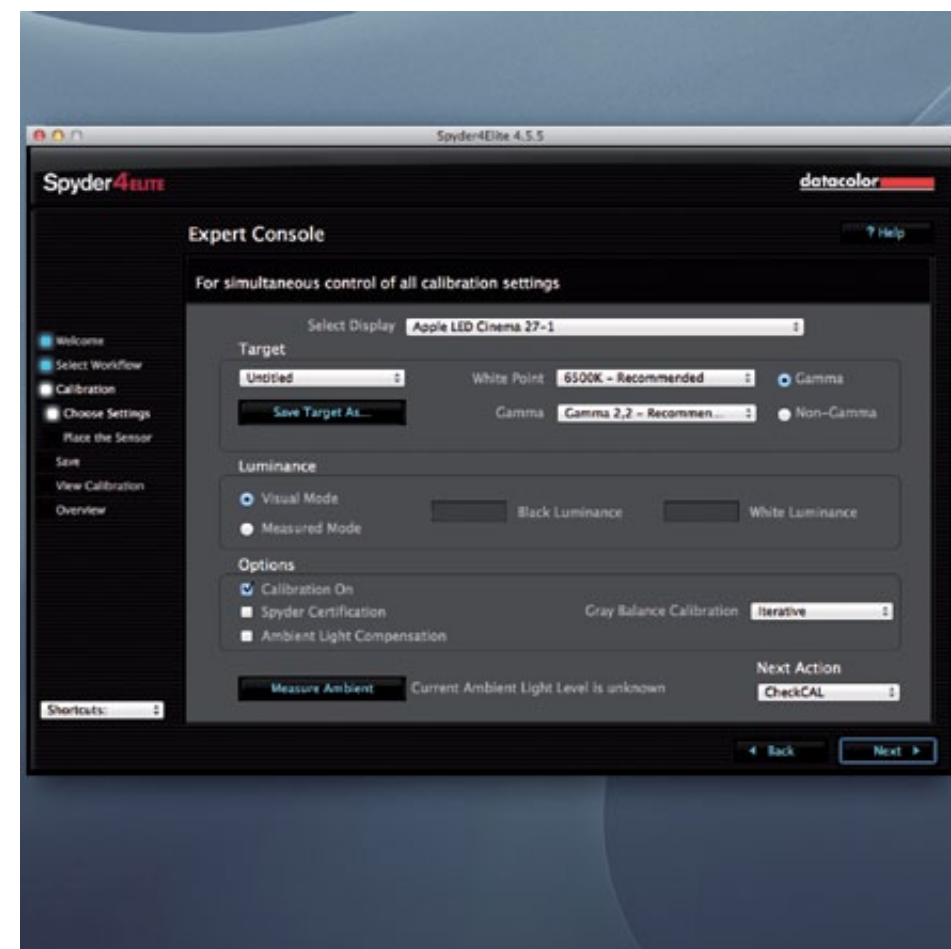 Spyder4Elite 4.5.5
Spyder4ELITE
datacolor
Expert Console
? Help
For simultaneous control of all calibration settings
Welcome
Select Workflow
Calibration
Choose Settings
Place the Sensor
Save
View Calibration
Overview
Shortcuts:
Select Display Apple LED Cinema 27-1
Target
Untitled
White Point 6500K - Recommended
Gamma
Save Target As...
Gamma Gamma 2,2 - Recommen...
Non-Gamma
Luminance
Visual Mode
Measured Mode
Black Luminance
White Luminance
Options
Calibration On
Spyder Certification
Gray Balance Calibration Iterative
Ambient Light Compensation
Measure Ambient
Current Ambient Light Level is unknown
Next Action
CheckCAL
Back
Next